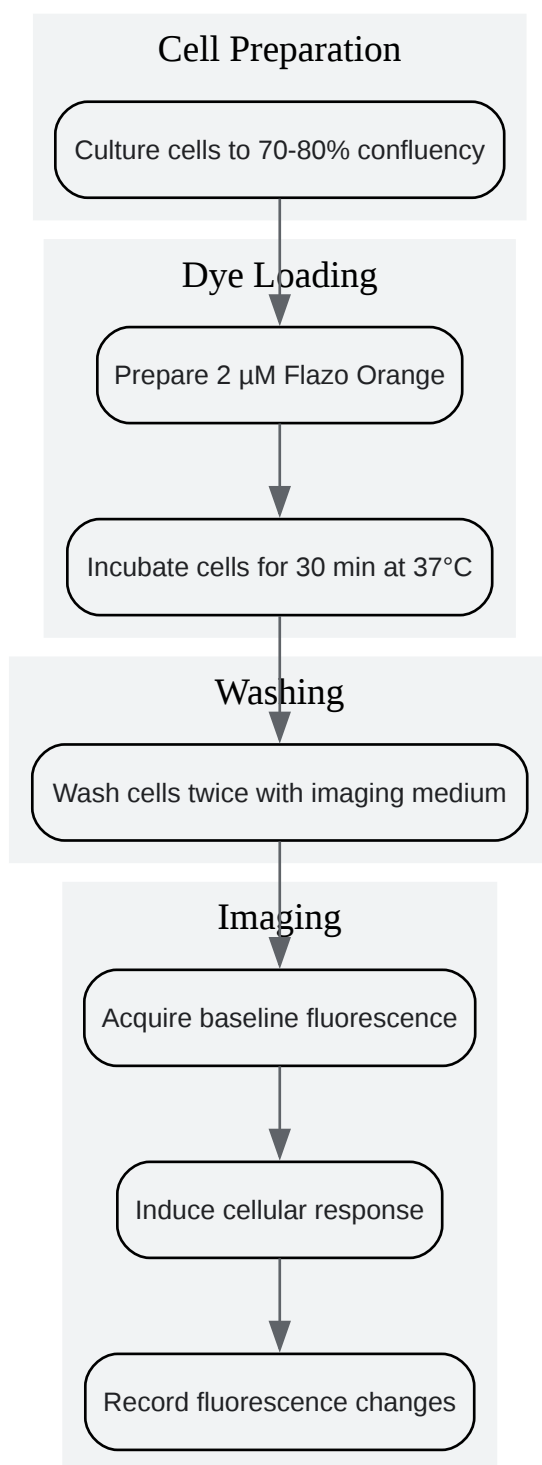 Cell Preparation
Culture cells to 70-80% confluency
Dye Loading
Prepare 2 µM Flazo Orange
Incubate cells for 30 min at 37°C
Washing
Wash cells twice with imaging medium
Imaging
Acquire baseline fluorescence
Induce cellular response
Record fluorescence changes